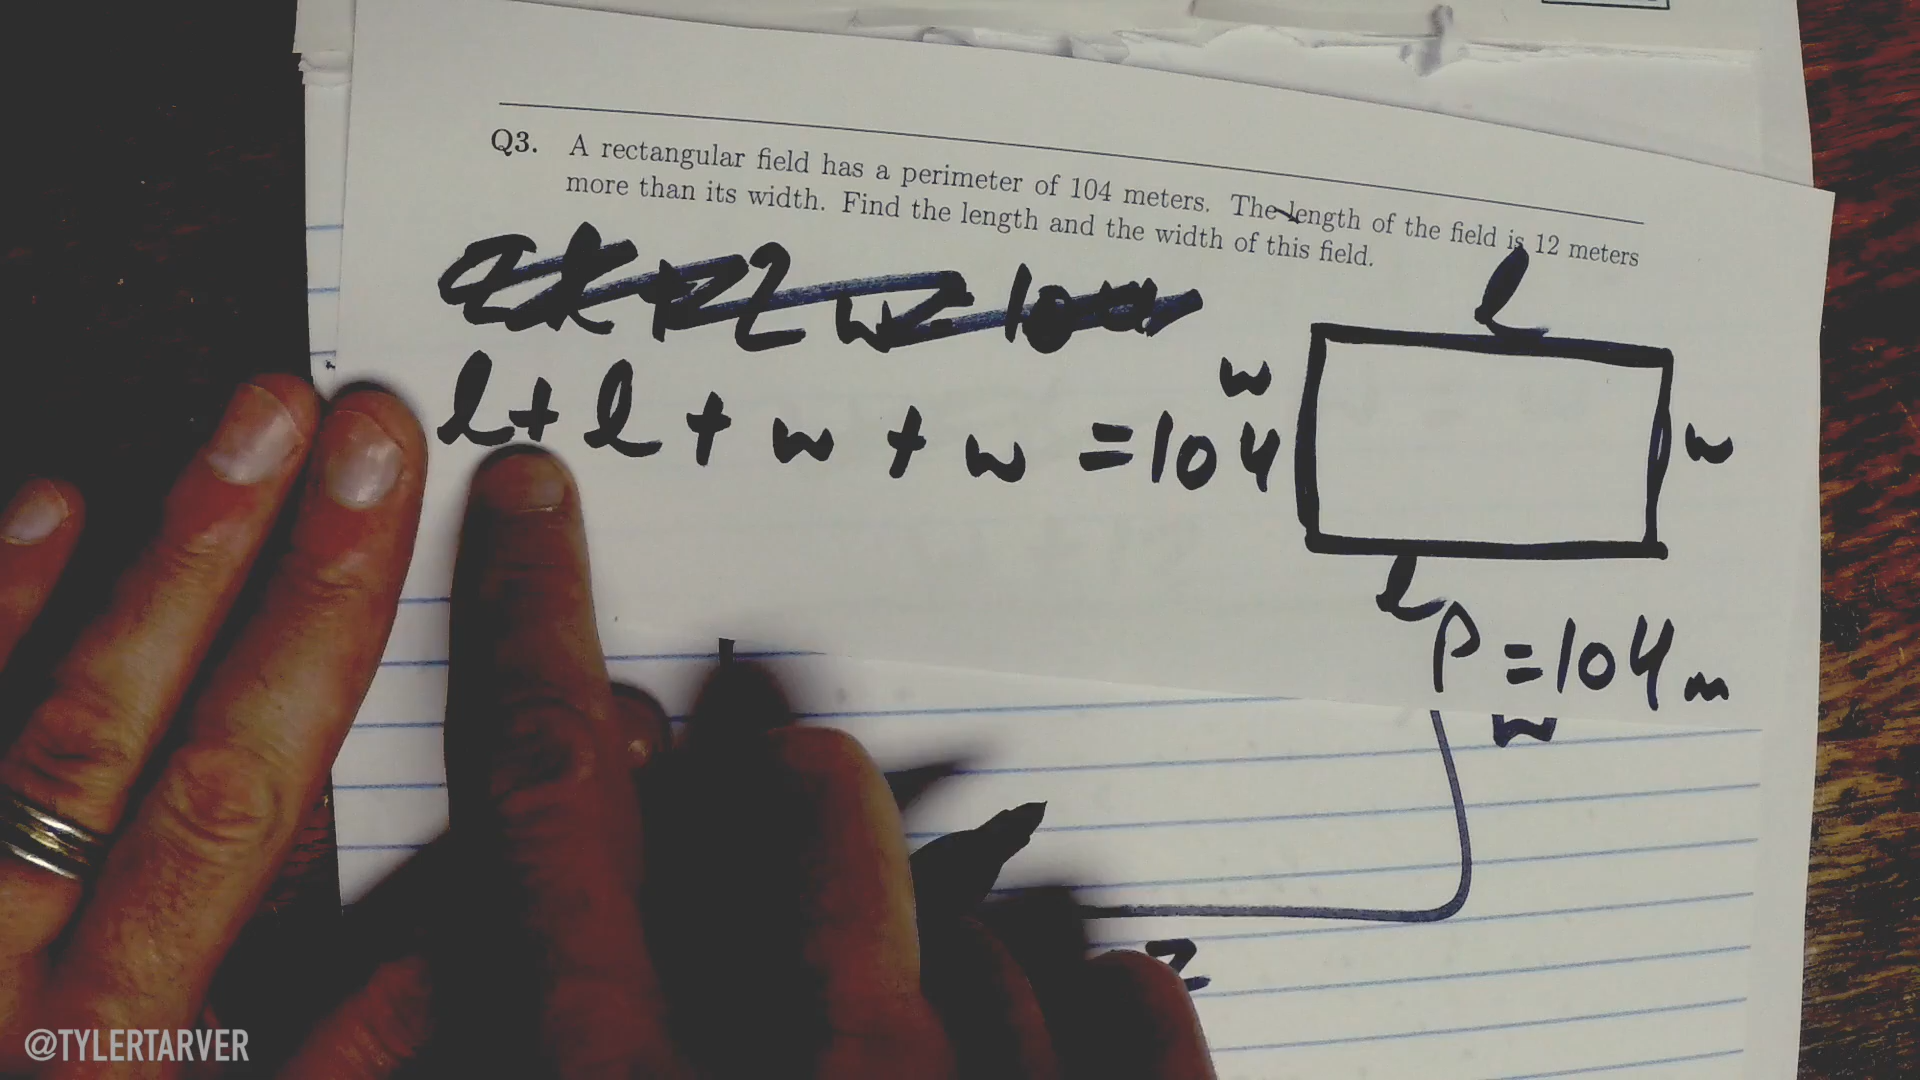 Q3. A rectangular field has a perimeter of 104 meters. The length of the field is 12 meters
more than its width. Find the length and the width of this field.
l
w
l + l + w + w = 104
w
l
P = 104 m
@TYLERTARVER